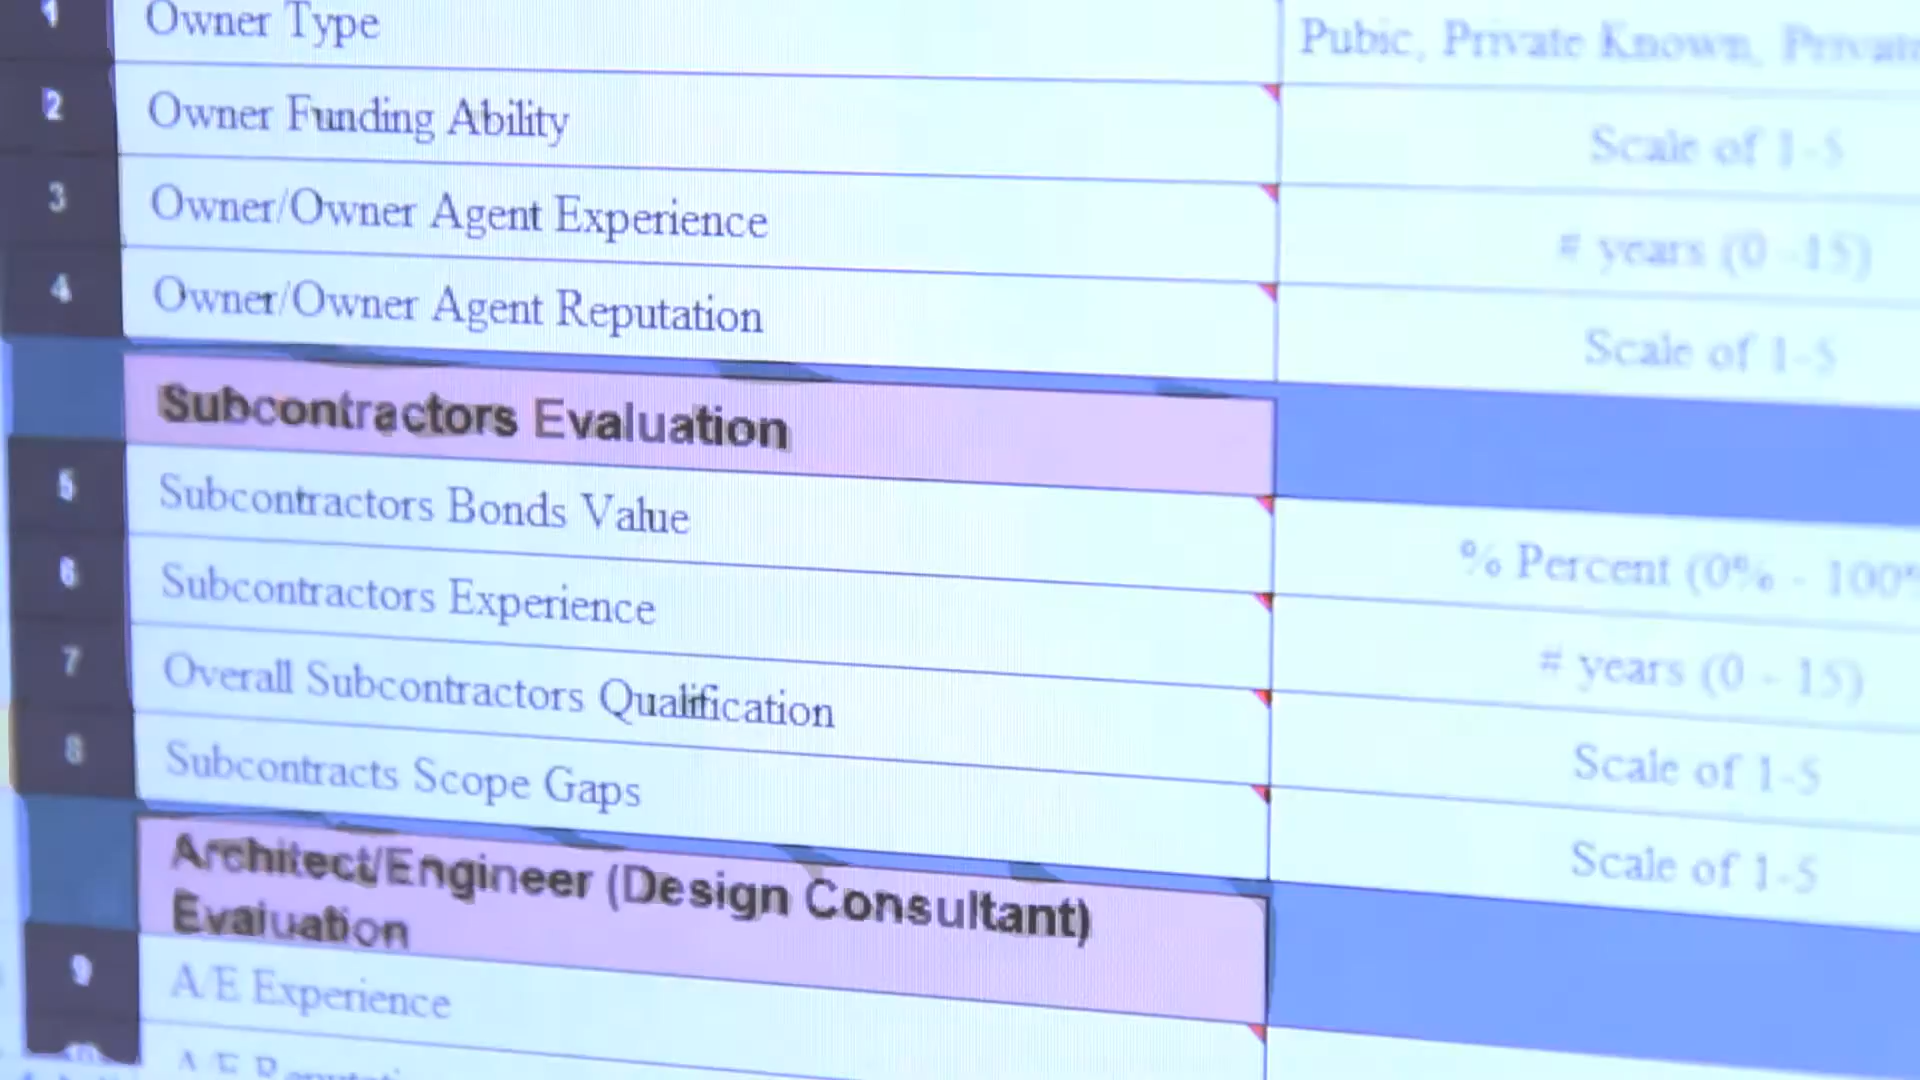 1 Owner Type Pubic, Private Known, Private
2 Owner Funding Ability Scale of 1-5
3 Owner/Owner Agent Experience # years (0 -15)
4 Owner/Owner Agent Reputation Scale of 1-5
Subcontractors Evaluation
5 Subcontractors Bonds Value % Percent (0% - 100%
6 Subcontractors Experience # years (0 - 15)
7 Overall Subcontractors Qualification Scale of 1-5
8 Subcontracts Scope Gaps Scale of 1-5
Architect/Engineer (Design Consultant)
Evaluation
9 A/E Experience
A/E